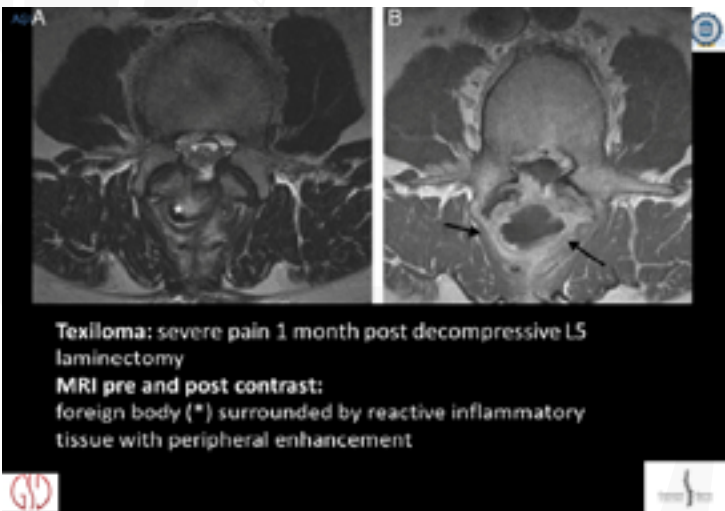 A
B
*
Texiloma: severe pain 1 month post decompressive L5
laminectomy
MRI pre and post contrast:
foreign body (*) surrounded by reactive inflammatory
tissue with peripheral enhancement